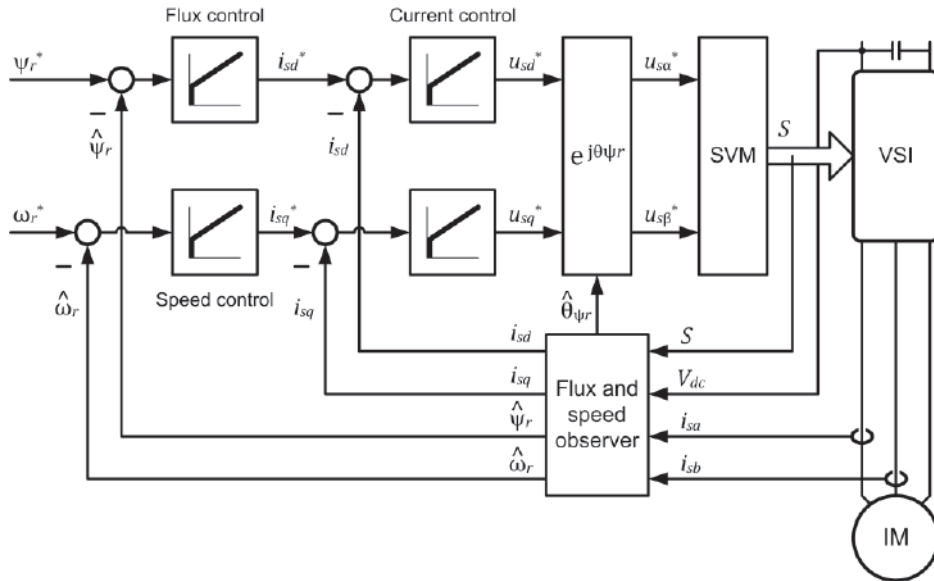 Flux control
Current control
ψr* isd* usd* usα*
− −
ψ̂r isd
e jθψr
SVM
S
VSI
ωr* isq* usq* usβ*
− −
ω̂r
Speed control
isq
θ̂ψr
isd
S
isq
Vdc
Flux and
speed
observer
ψ̂r
isa
ω̂r
isb
IM